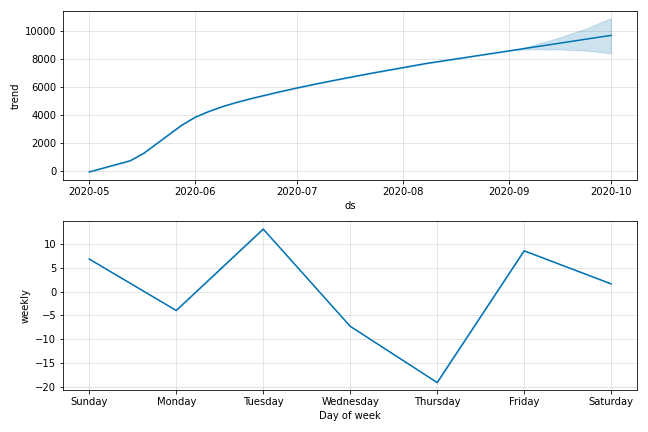 10000
8000
6000
4000
2000
0
trend
2020-05 2020-06 2020-07 2020-08 2020-09 2020-10
ds
10
5
0
−5
−10
−15
−20
weekly
Sunday Monday Tuesday Wednesday Thursday Friday Saturday
Day of week